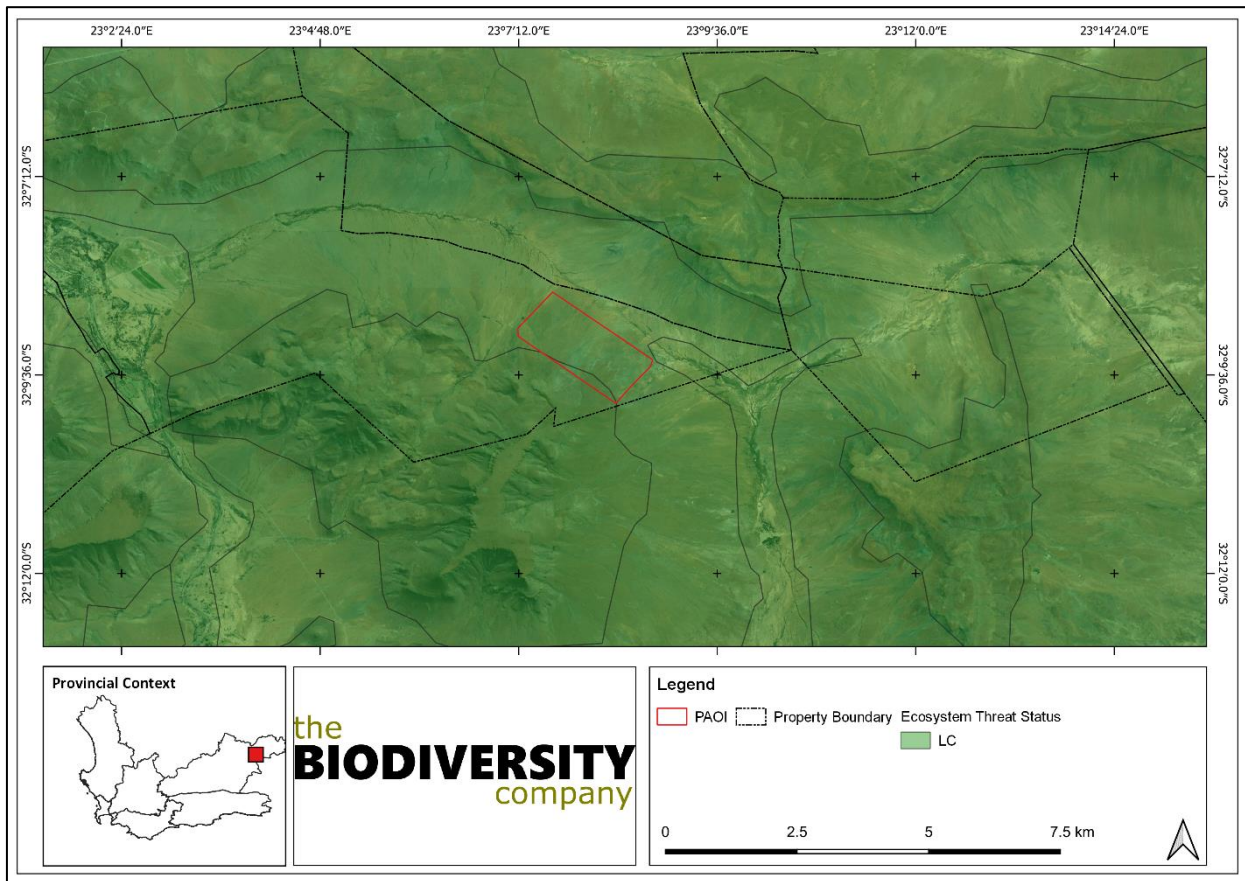 23°2'24.0"E
23°4'48.0"E
23°7'12.0"E
23°9'36.0"E
23°12'0.0"E
23°14'24.0"E
32°7'12.0"S
32°7'12.0"S
32°9'36.0"S
32°9'36.0"S
32°12'0.0"S
32°12'0.0"S
Provincial Context
the
BIODIVERSITY
company
Legend
PAOI
Property Boundary
Ecosystem Threat Status
LC
0
2.5
5
7.5 km